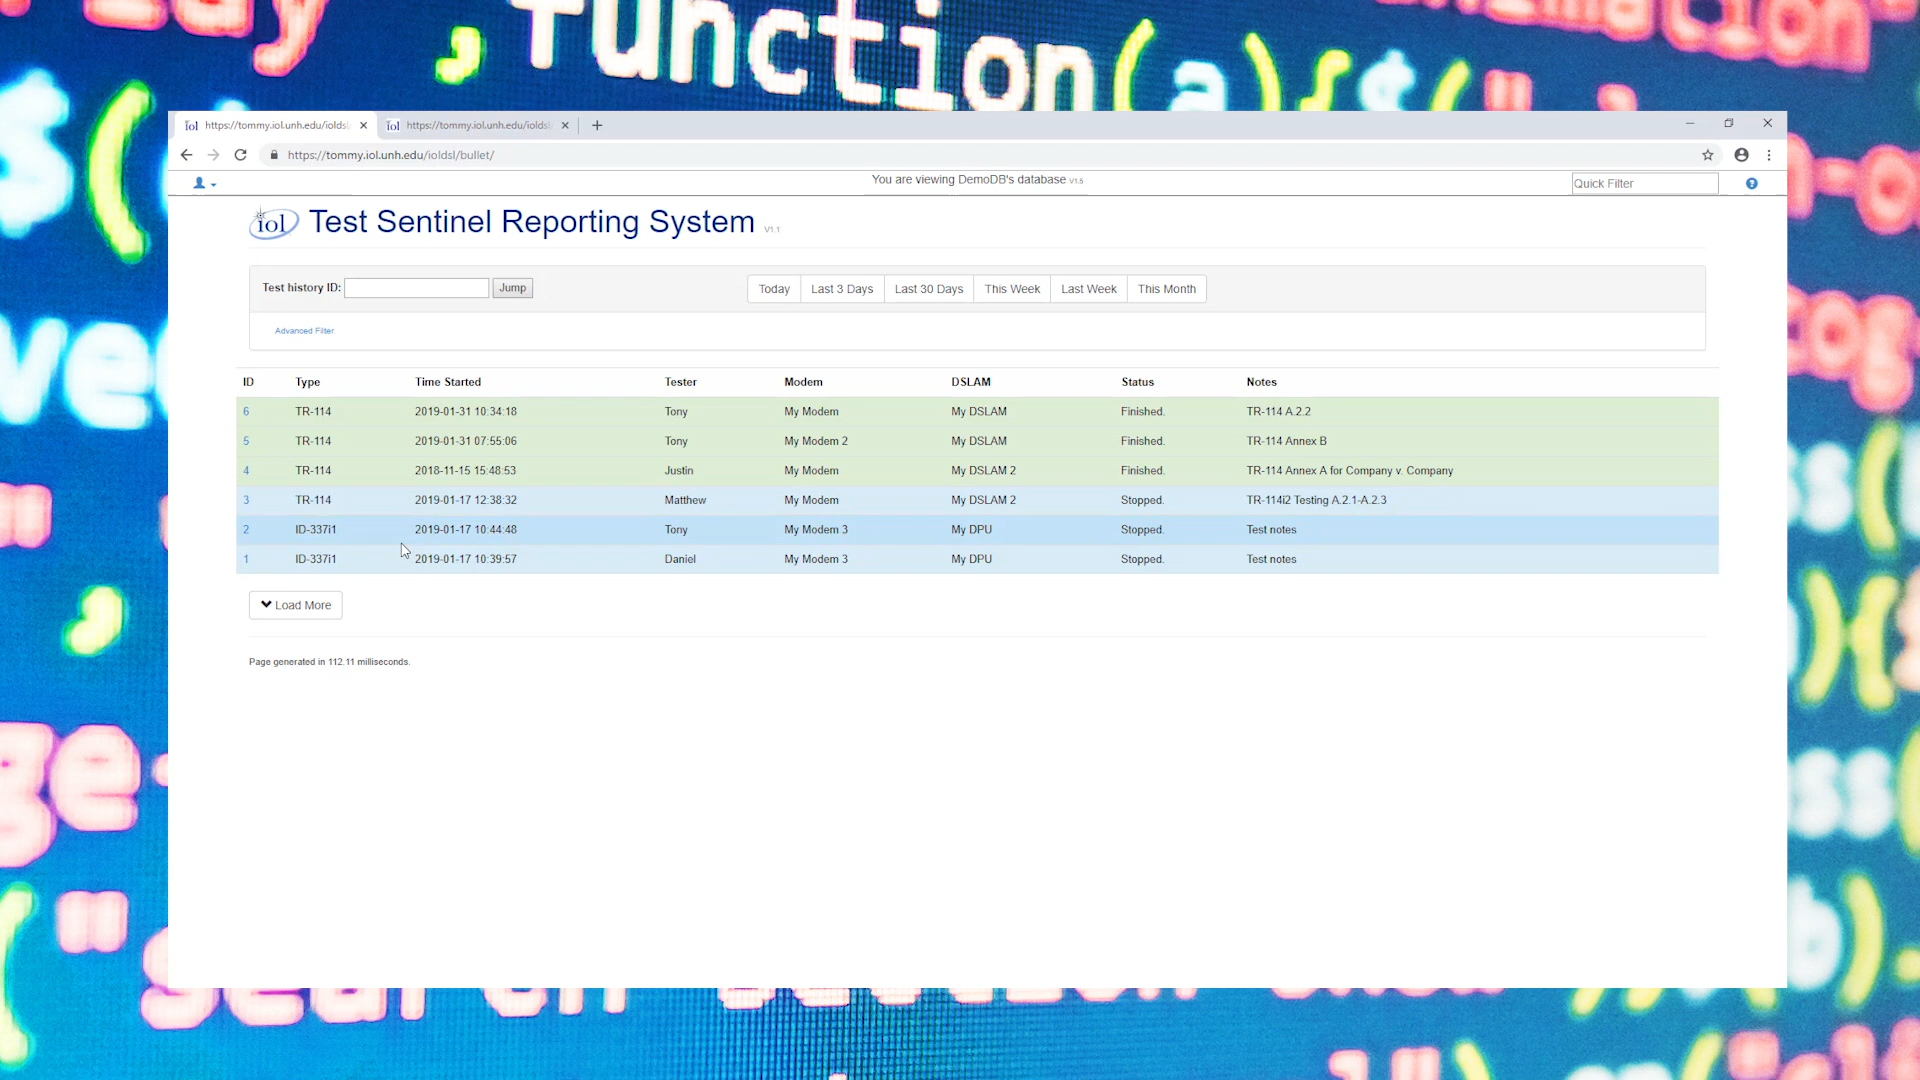 ,function(a){$(
$(
https://tommy.iol.unh.edu/ioldsl
https://tommy.iol.unh.edu/ioldsl
https://tommy.iol.unh.edu/ioldsl/bullet/
You are viewing DemoDB's database V1.5
Quick Filter
iol Test Sentinel Reporting System V1.1
Test history ID: Jump Today Last 3 Days Last 30 Days This Week Last Week This Month
Advanced Filter
ID Type Time Started Tester Modem DSLAM Status Notes
6 TR-114 2019-01-31 10:34:18 Tony My Modem My DSLAM Finished. TR-114 A.2.2
5 TR-114 2019-01-31 07:55:06 Tony My Modem 2 My DSLAM Finished. TR-114 Annex B
4 TR-114 2018-11-15 15:48:53 Justin My Modem My DSLAM 2 Finished. TR-114 Annex A for Company v. Company
3 TR-114 2019-01-17 12:38:32 Matthew My Modem My DSLAM 2 Stopped. TR-114i2 Testing A.2.1-A.2.3
2 ID-337i1 2019-01-17 10:44:48 Tony My Modem 3 My DPU Stopped. Test notes
1 ID-337i1 2019-01-17 10:39:57 Daniel My Modem 3 My DPU Stopped. Test notes
Load More
Page generated in 112.11 milliseconds.